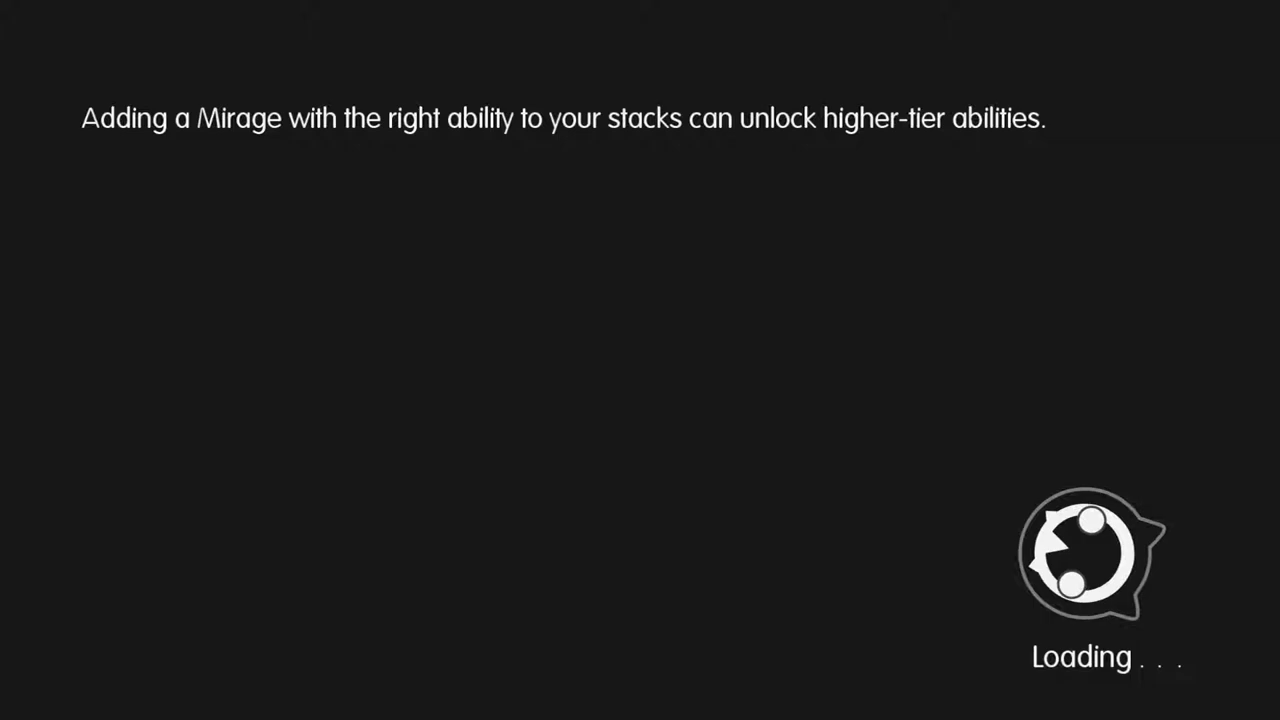 Adding a Mirage with the right ability to your stacks can unlock higher-tier abilities.
Loading . . .